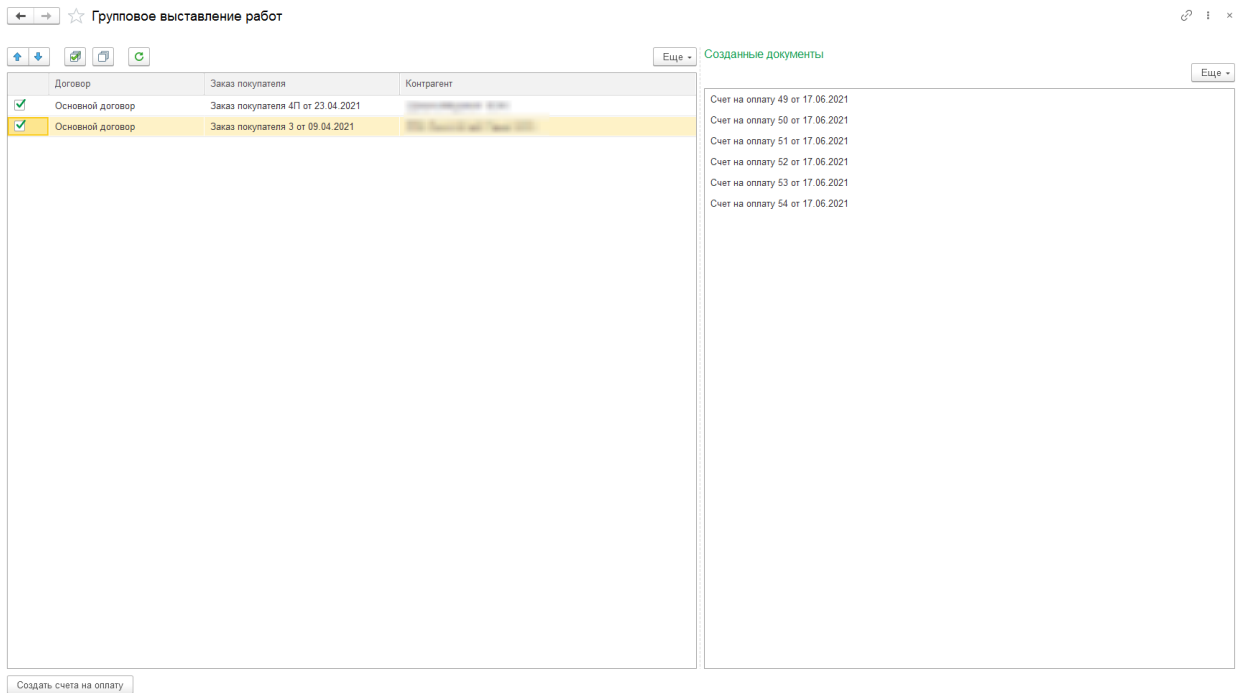 Групповое выставление работ
Еще
Созданные документы
Еще
Договор Заказ покупателя Контрагент
Основной договор Заказ покупателя 4П от 23.04.2021
Основной договор Заказ покупателя 3 от 09.04.2021
Счет на оплату 49 от 17.06.2021
Счет на оплату 50 от 17.06.2021
Счет на оплату 51 от 17.06.2021
Счет на оплату 52 от 17.06.2021
Счет на оплату 53 от 17.06.2021
Счет на оплату 54 от 17.06.2021
Создать счета на оплату